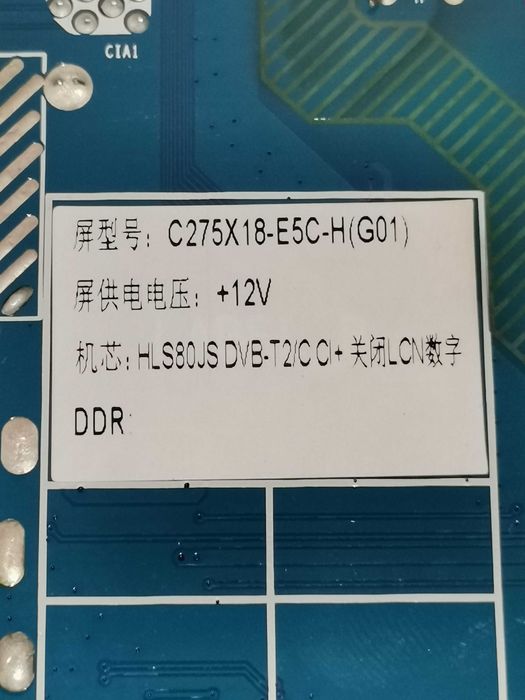 CIA1
屏型号: C275X18-E5C-H(G01)
屏供电电压: +12V
机芯: HLS80JS DVB-T2/C CI+ 关闭LCN数字
DDR